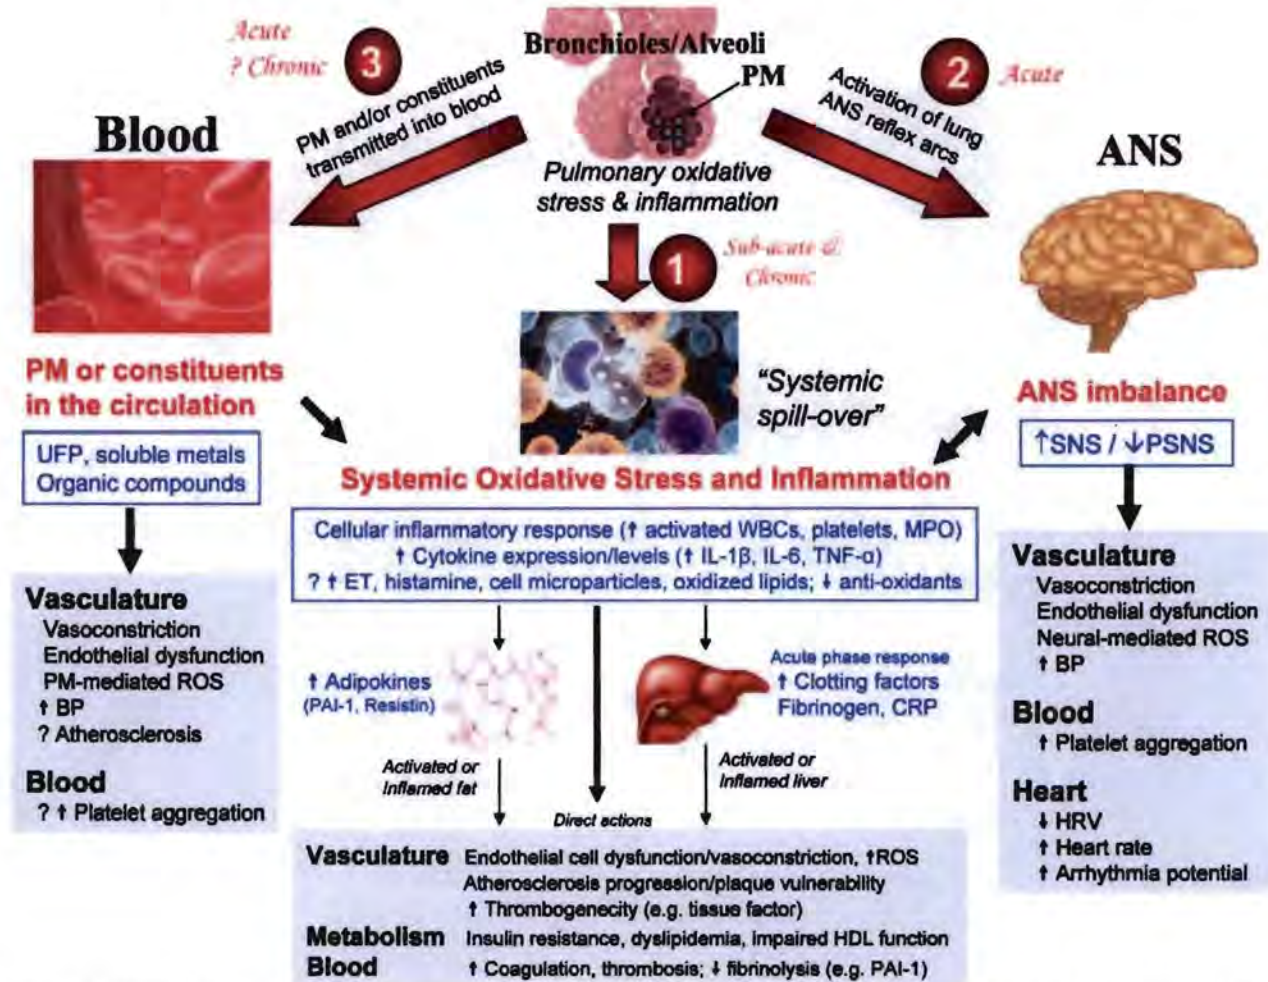 Acute
? Chronic
3
PM and/or constituents
transmitted into blood
Bronchioles/Alveoli
PM
Pulmonary oxidative
stress & inflammation
2
Acute
Activation of lung
ANS reflex arcs
Blood
ANS
1
Sub-acute &
Chronic
"Systemic
spill-over"
PM or constituents
in the circulation
UFP, soluble metals
Organic compounds
Vasculature
Vasoconstriction
Endothelial dysfunction
PM-mediated ROS
↑ BP
? Atherosclerosis
Blood
? ↑ Platelet aggregation
Systemic Oxidative Stress and Inflammation
Cellular inflammatory response (↑ activated WBCs, platelets, MPO)
↑ Cytokine expression/levels (↑ IL-1β, IL-6, TNF-α)
? ↑ ET, histamine, cell microparticles, oxidized lipids; ↓ anti-oxidants
↑ Adipokines
(PAI-1, Resistin)
Activated or
Inflamed fat
Acute phase response
↑ Clotting factors
Fibrinogen, CRP
Activated or
Inflamed liver
Direct actions
Vasculature Endothelial cell dysfunction/vasoconstriction, ↑ROS
Atherosclerosis progression/plaque vulnerability
↑ Thrombogenecity (e.g. tissue factor)
Metabolism Insulin resistance, dyslipidemia, impaired HDL function
Blood ↑ Coagulation, thrombosis; ↓ fibrinolysis (e.g. PAI-1)
ANS imbalance
↑SNS / ↓PSNS
Vasculature
Vasoconstriction
Endothelial dysfunction
Neural-mediated ROS
↑ BP
Blood
↑ Platelet aggregation
Heart
↓ HRV
↑ Heart rate
↑ Arrhythmia potential